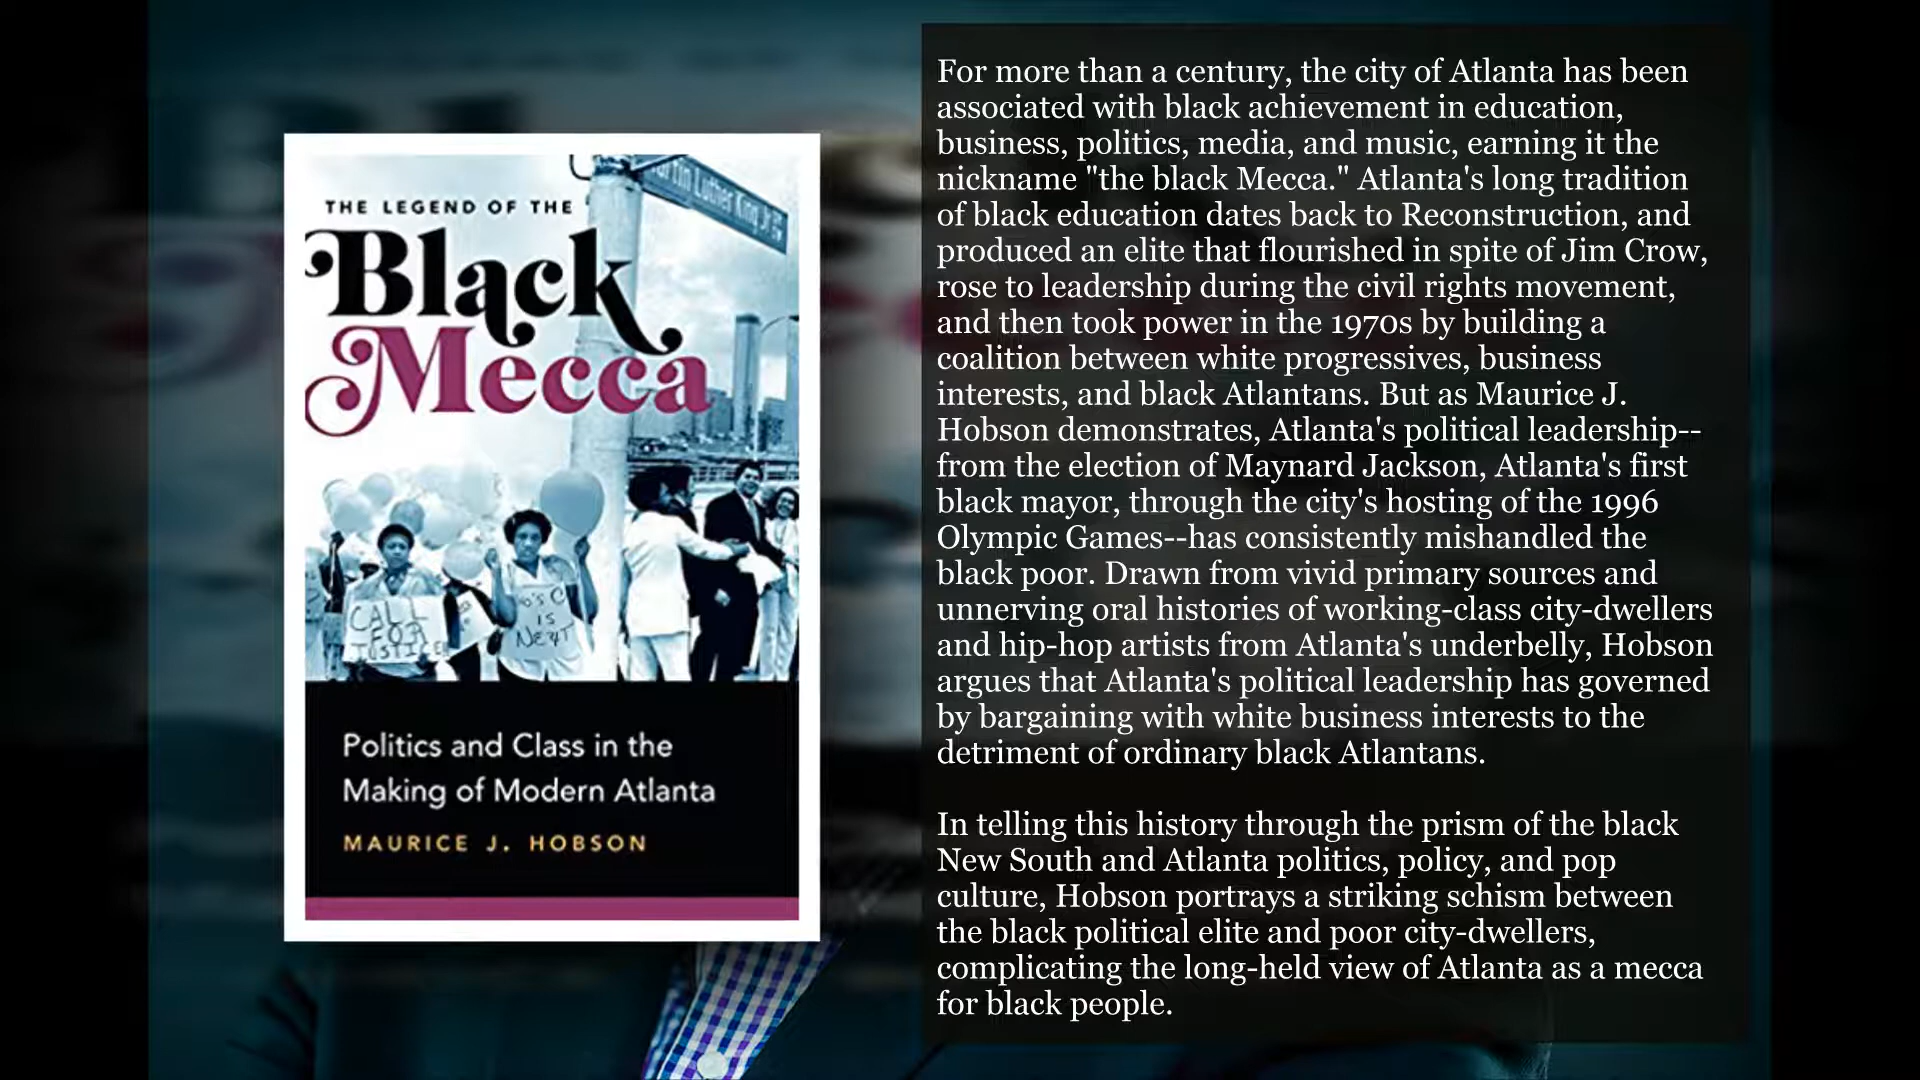 THE LEGEND OF THE
Black
Mecca
Martin Luther King Jr
CALL
FOR
JUSTICE
IS
NEXT
Politics and Class in the
Making of Modern Atlanta
MAURICE J. HOBSON
For more than a century, the city of Atlanta has been
associated with black achievement in education,
business, politics, media, and music, earning it the
nickname "the black Mecca." Atlanta's long tradition
of black education dates back to Reconstruction, and
produced an elite that flourished in spite of Jim Crow,
rose to leadership during the civil rights movement,
and then took power in the 1970s by building a
coalition between white progressives, business
interests, and black Atlantans. But as Maurice J.
Hobson demonstrates, Atlanta's political leadership--
from the election of Maynard Jackson, Atlanta's first
black mayor, through the city's hosting of the 1996
Olympic Games--has consistently mishandled the
black poor. Drawn from vivid primary sources and
unnerving oral histories of working-class city-dwellers
and hip-hop artists from Atlanta's underbelly, Hobson
argues that Atlanta's political leadership has governed
by bargaining with white business interests to the
detriment of ordinary black Atlantans.
In telling this history through the prism of the black
New South and Atlanta politics, policy, and pop
culture, Hobson portrays a striking schism between
the black political elite and poor city-dwellers,
complicating the long-held view of Atlanta as a mecca
for black people.